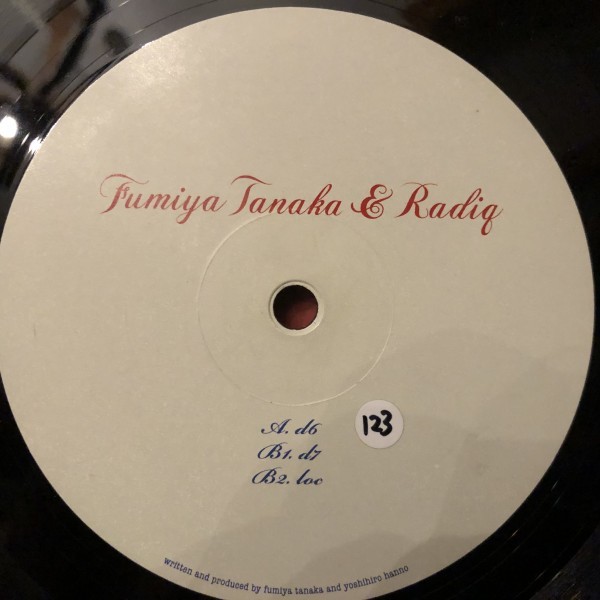 Fumiya Tanaka & Radiq
A. d6
123
B1. d7
B2. loc
written and produced by fumiya tanaka and yoshihiro hanno